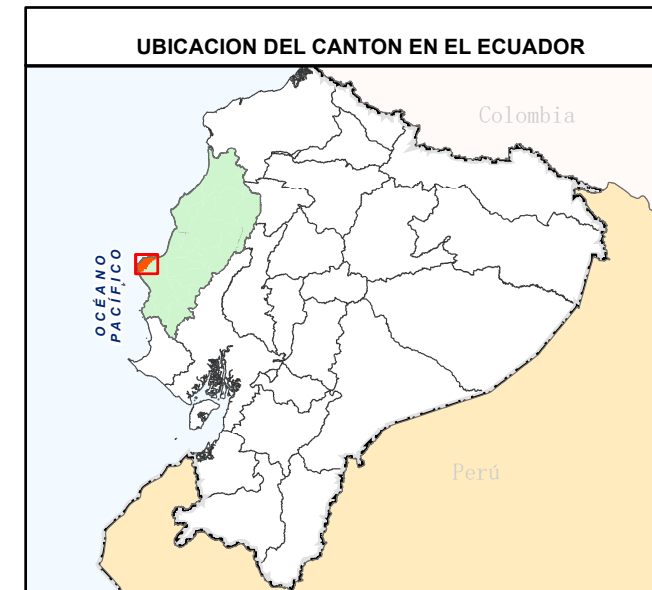 UBICACION DEL CANTON EN EL ECUADOR
Colombia
OCÉANO
PACÍFICO
Perú